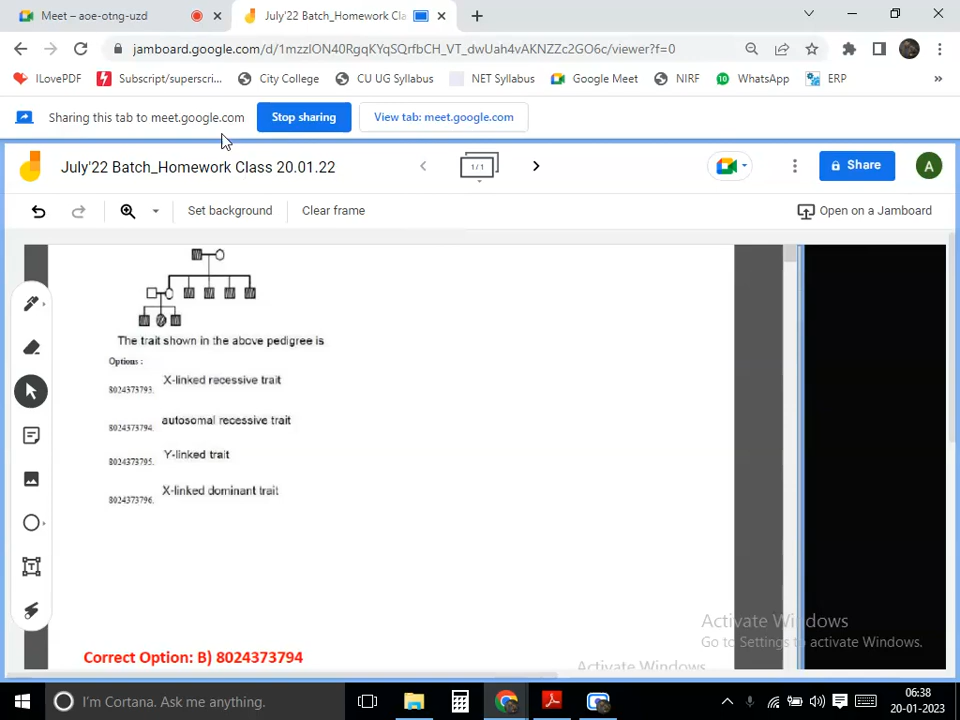 Meet – aoe-otng-uzd
July'22 Batch_Homework Cla
jamboard.google.com/d/1mzzlON40RgqKYqSQrfbCH_VT_dwUah4vAKNZZc2GO6c/viewer?f=0
ILovePDF
Subscript/superscri...
City College
CU UG Syllabus
NET Syllabus
Google Meet
NIRF
10
WhatsApp
ERP
»
Sharing this tab to meet.google.com
Stop sharing
View tab: meet.google.com
July'22 Batch_Homework Class 20.01.22
1/1
Share
A
Set background
Clear frame
Open on a Jamboard
The trait shown in the above pedigree is
Options :
8024373793.
X-linked recessive trait
8024373794.
autosomal recessive trait
8024373795.
Y-linked trait
8024373796.
X-linked dominant trait
Activate Windows
Go to Settings to activate Windows.
Correct Option: B) 8024373794
Activate Windows
I'm Cortana. Ask me anything.
06:38
20-01-2023